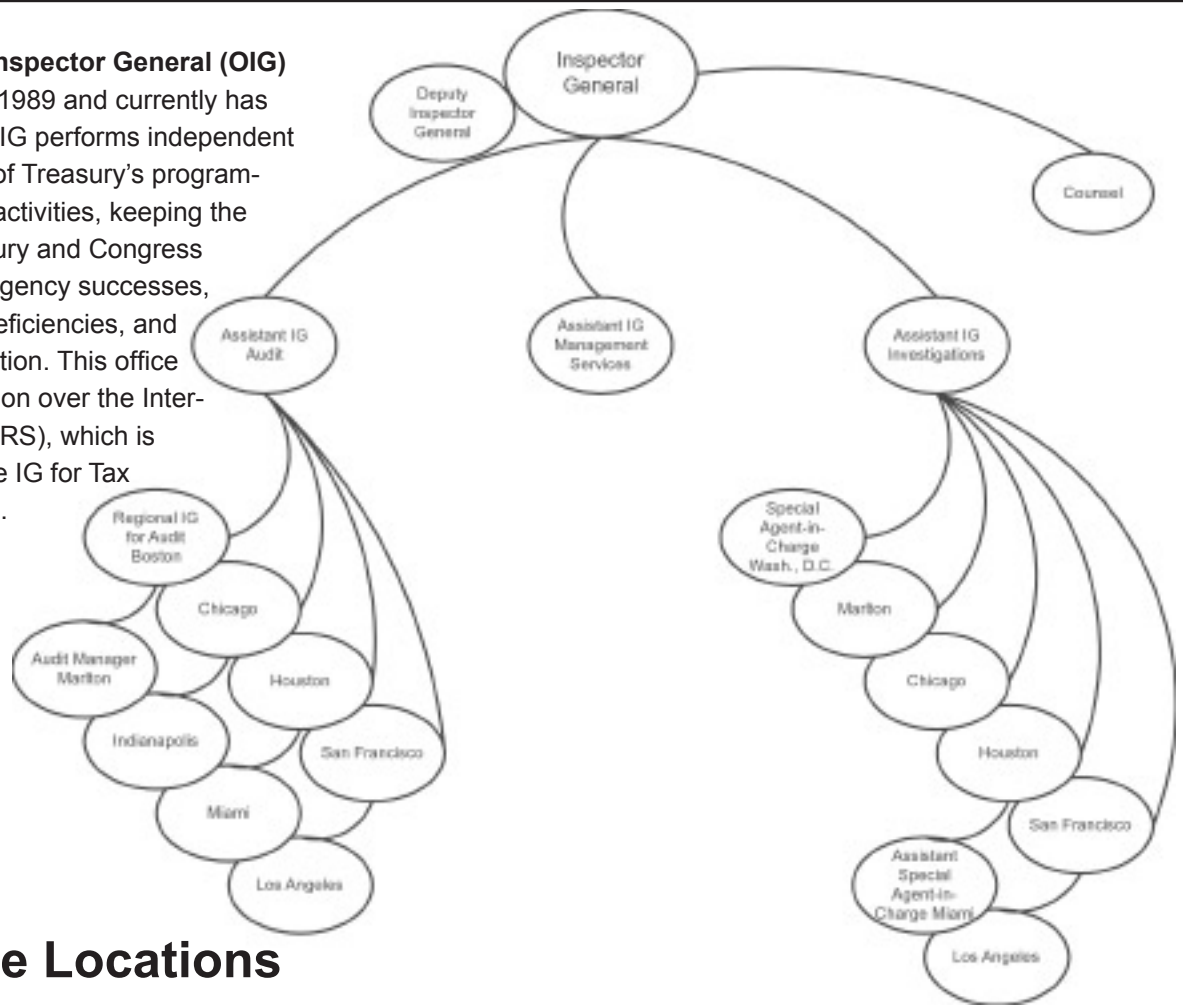 nspector General (OIG)
1989 and currently has
IG performs independent
of Treasury's program-
activities, keeping the
ury and Congress
gency successes,
eficiencies, and
tion. This office
on over the Inter-
RS), which is
e IG for Tax
.
Inspector
General
Deputy
Inspector
General
Counsel
Assistant IG
Audit
Assistant IG
Management
Services
Assistant IG
Investigations
Regional IG
for Audit
Boston
Chicago
Houston
San Francisco
Audit Manager
Marlton
Indianapolis
Miami
Los Angeles
Special
Agent-in-
Charge
Wash., D.C.
Marlton
Chicago
Houston
San Francisco
Assistant
Special
Agent-in-
Charge Miami
Los Angeles
e Locations